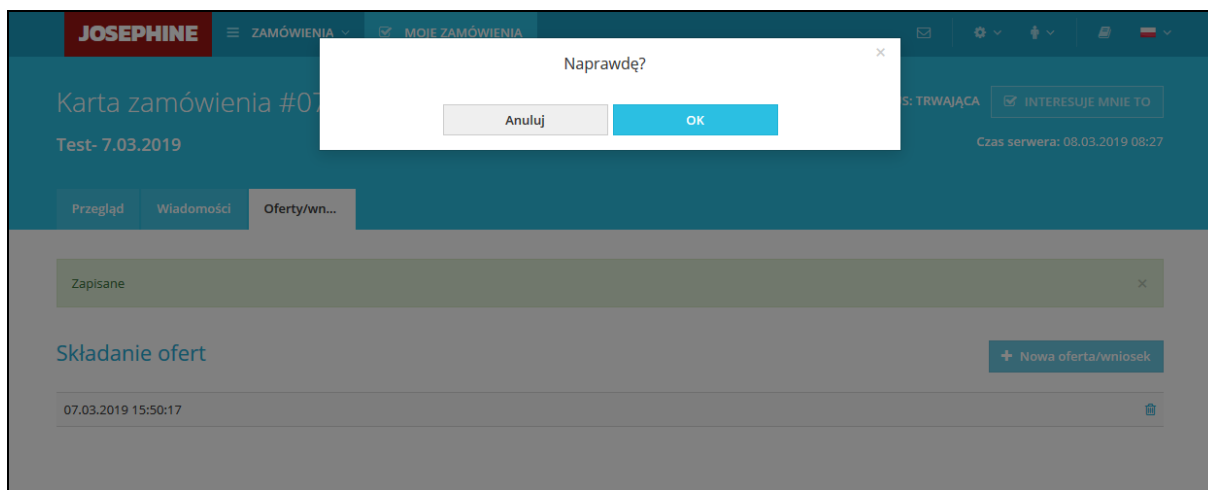 JOSEPHINE ZAMÓWIENIA MOJE ZAMÓWIENIA
Naprawdę?
Anuluj OK
Karta zamówienia #07
S: TRWAJĄCA INTERESUJE MNIE TO
Test- 7.03.2019
Czas serwera: 08.03.2019 08:27
Przegląd Wiadomości Oferty/wn...
Zapisane
Składanie ofert
+ Nowa oferta/wniosek
07.03.2019 15:50:17